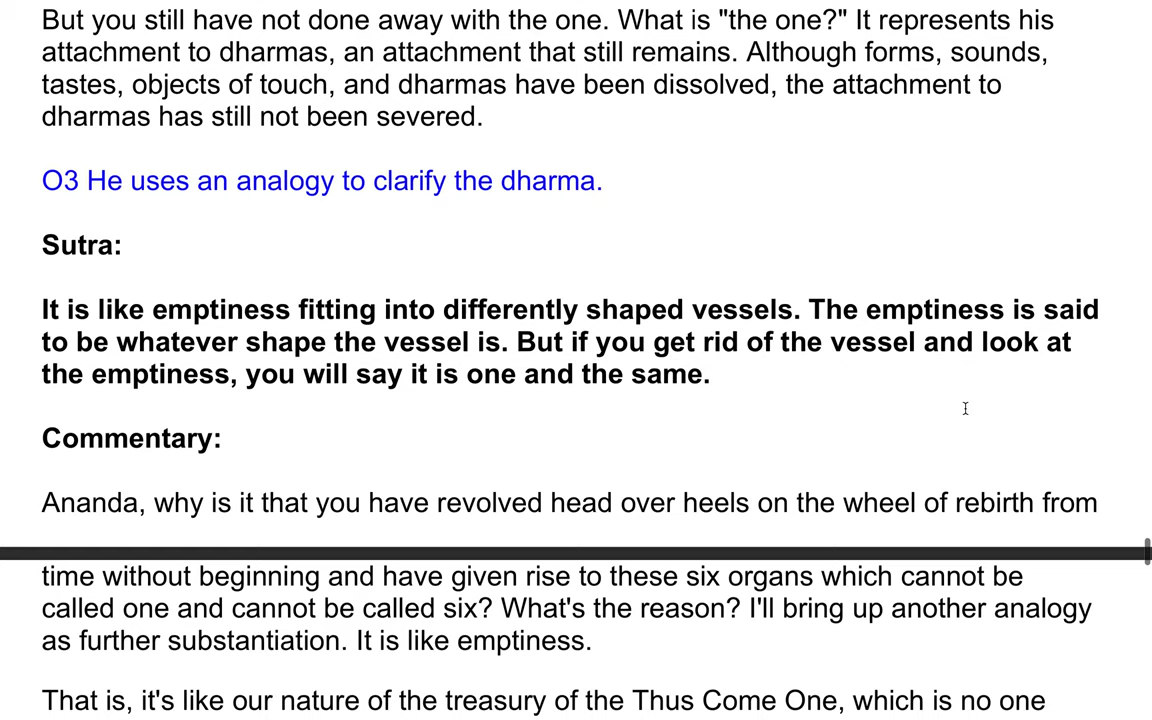 But you still have not done away with the one. What is "the one?" It represents his
attachment to dharmas, an attachment that still remains. Although forms, sounds,
tastes, objects of touch, and dharmas have been dissolved, the attachment to
dharmas has still not been severed.
O3 He uses an analogy to clarify the dharma.
Sutra:
It is like emptiness fitting into differently shaped vessels. The emptiness is said
to be whatever shape the vessel is. But if you get rid of the vessel and look at
the emptiness, you will say it is one and the same.
Commentary:
Ananda, why is it that you have revolved head over heels on the wheel of rebirth from
time without beginning and have given rise to these six organs which cannot be
called one and cannot be called six? What's the reason? I'll bring up another analogy
as further substantiation. It is like emptiness.
That is, it's like our nature of the treasury of the Thus Come One, which is no one